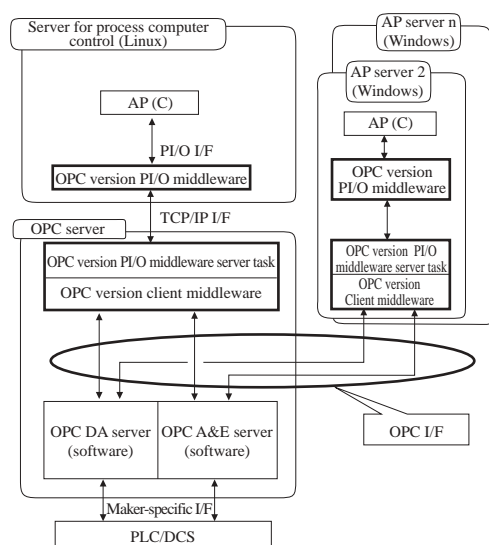 Server for process computer
control (Linux)
AP (C)
PI/O I/F
OPC version PI/O middleware
TCP/IP I/F
OPC server
OPC version PI/O middleware server task
OPC version client middleware
OPC DA server
(software)
OPC A&E server
(software)
Maker-specific I/F
PLC/DCS
AP server n
(Windows)
AP server 2
(Windows)
AP (C)
OPC version
PI/O middleware
OPC version PI/O
middleware server task
OPC version
Client middleware
OPC I/F